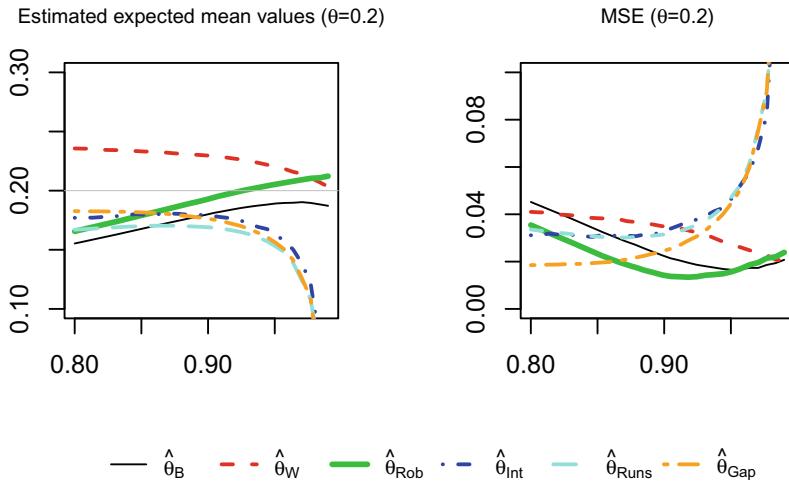 Estimated expected mean values (θ=0.2)
MSE (θ=0.2)
0.30
0.20
0.10
0.80
0.90
0.08
0.04
0.00
0.80
0.90
θ̂B
θ̂W
θ̂Rob
θ̂Int
θ̂Runs
θ̂Gap